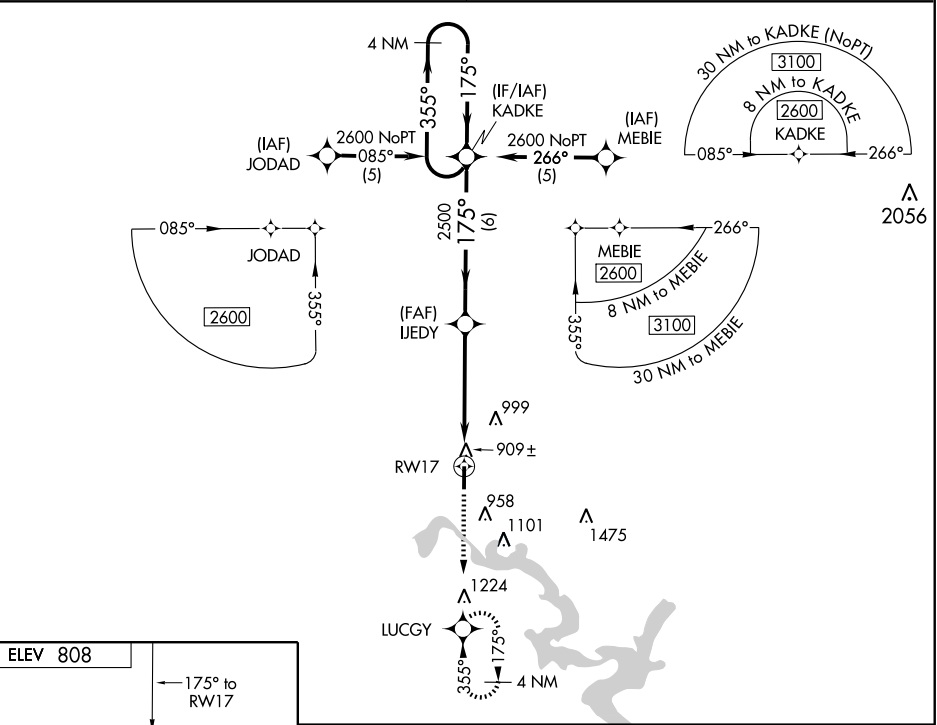 4 NM
355°
175°
(IF/IAF)
KADKE
(IAF)
JODAD
2600 NoPT
085°
(5)
2600 NoPT
266°
(5)
(IAF)
MEBIE
30 NM to KADKE (NoPT)
3100
8 NM to KADKE
2600
KADKE
085°
266°
2056
085°
JODAD
355°
2600
2500
175°
(6)
MEBIE
266°
2600
8 NM to MEBIE
355°
3100
30 NM to MEBIE
(FAF)
IJEDY
999
909±
RW17
958
1101
1475
1224
LUCGY
355°
175°
4 NM
ELEV 808
175° to
RW17